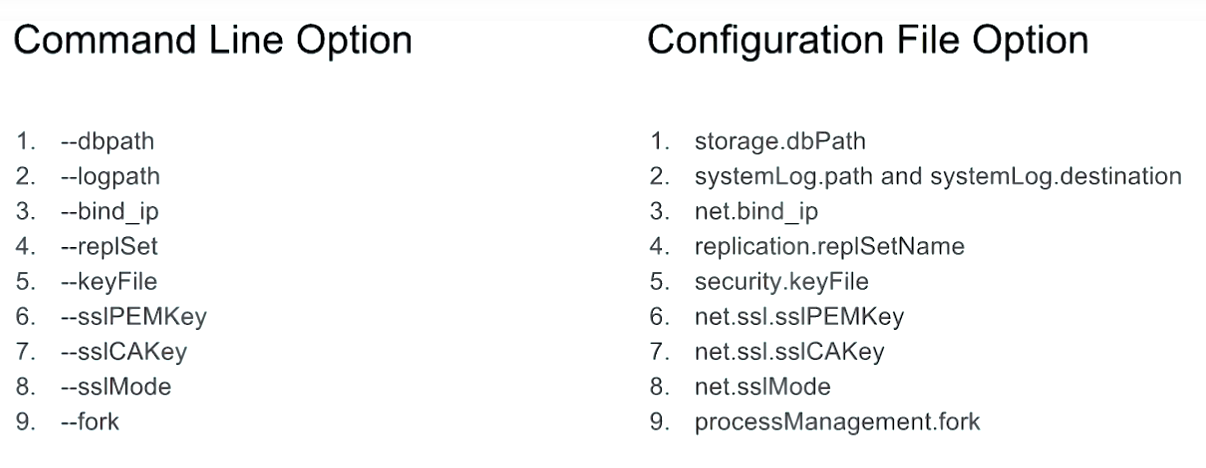 Command Line Option
1. --dbpath
2. --logpath
3. --bind_ip
4. --replSet
5. --keyFile
6. --sslPEMKey
7. --sslCAKey
8. --sslMode
9. --fork
Configuration File Option
1. storage.dbPath
2. systemLog.path and systemLog.destination
3. net.bind_ip
4. replication.replSetName
5. security.keyFile
6. net.ssl.sslPEMKey
7. net.ssl.sslCAKey
8. net.sslMode
9. processManagement.fork